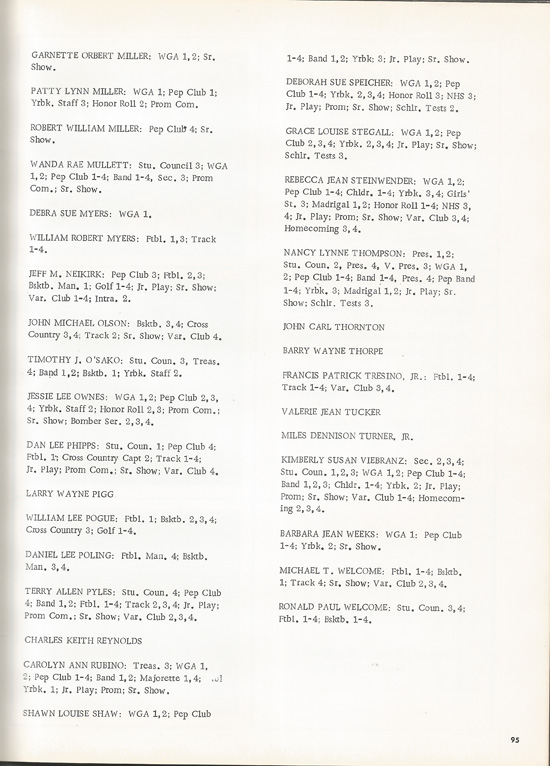 GARNETTE ORBERT MILLER: WGA 1,2; Sr.
Show.
PATTY LYNN MILLER: WGA 1; Pep Club 1;
Yrbk. Staff 3; Honor Roll 2; Prom Com.
ROBERT WILLIAM MILLER: Pep Club 4; Sr.
Show.
WANDA RAE MULLETT: Stu. Council 3; WGA
1,2; Pep Club 1-4; Band 1-4, Sec. 3; Prom
Com.; Sr. Show.
DEBRA SUE MYERS: WGA 1.
WILLIAM ROBERT MYERS: Ftbl. 1,3; Track
1-4.
JEFF M. NEIKIRK: Pep Club 3; Ftbl. 2,3;
Bsktb. Man. 1; Golf 1-4; Jr. Play; Sr. Show;
Var. Club 1-4; Intra. 2.
JOHN MICHAEL OLSON: Bsktb. 3,4; Cross
Country 3,4; Track 2; Sr. Show; Var. Club 4.
TIMOTHY J. O'SAKO: Stu. Coun. 3, Treas.
4; Band 1,2; Bsktb. 1; Yrbk. Staff 2.
JESSIE LEE OWNES: WGA 1,2; Pep Club 2,3,
4; Yrbk. Staff 2; Honor Roll 2,3; Prom Com.;
Sr. Show; Bomber Ser. 2,3,4.
DAN LEE PHIPPS: Stu. Coun. 1; Pep Club 4;
Ftbl. 1; Cross Country Capt 2; Track 1-4;
Jr. Play; Prom Com.; Sr. Show; Var. Club 4.
LARRY WAYNE PIGG
WILLIAM LEE POGUE: Ftbl. 1; Bsktb. 2,3,4;
Cross Country 3; Golf 1-4.
DANIEL LEE POLING: Ftbl. Man. 4; Bsktb.
Man. 3,4.
TERRY ALLEN PYLES: Stu. Coun. 4; Pep Club
4; Band 1,2; Ftbl. 1-4; Track 2,3,4; Jr. Play;
Prom Com.; Sr. Show; Var. Club 2,3,4.
CHARLES KEITH REYNOLDS
CAROLYN ANN RUBINO: Treas. 3; WGA 1,
2; Pep Club 1-4; Band 1,2; Majorette 1,4;
Yrbk. 1; Jr. Play; Prom; Sr. Show.
SHAWN LOUISE SHAW: WGA 1,2; Pep Club
1-4; Band 1,2; Yrbk: 3; Jr. Play; Sr. Show.
DEBORAH SUE SPEICHER: WGA 1,2; Pep
Club 1-4; Yrbk. 2,3,4; Honor Roll 3; NHS 3;
Jr. Play; Prom; Sr. Show; Schlr. Tests 2.
GRACE LOUISE STEGALL: WGA 1,2; Pep
Club 2,3,4; Yrbk. 2,3,4; Jr. Play; Sr. Show;
Schlr. Tests 3.
REBECCA JEAN STEINWENDER: WGA 1,2;
Pep Club 1-4; Chldr. 1-4; Yrbk. 3,4; Girls'
St. 3; Madrigal 1,2; Honor Roll 1-4; NHS 3,
4; Jr. Play; Prom; Sr. Show; Var. Club 3,4;
Homecoming 3,4.
NANCY LYNNE THOMPSON: Pres. 1,2;
Stu. Coun. 2, Pres. 4, V. Pres. 3; WGA 1,
2; Pep Club 1-4; Band 1-4, Pres. 4; Pep Band
1-4; Yrbk. 3; Madrigal 1,2; Jr. Play; Sr.
Show; Schlr. Tests 3.
JOHN CARL THORNTON
BARRY WAYNE THORPE
FRANCIS PATRICK TRESINO, JR.: Ftbl. 1-4;
Track 1-4; Var. Club 3,4.
VALERIE JEAN TUCKER
MILES DENNISON TURNER, JR.
KIMBERLY SUSAN VIEBRANZ: Sec. 2,3,4;
Stu. Coun. 1,2,3; WGA 1,2; Pep Club 1-4;
Band 1,2,3; Chldr. 1-4; Yrbk. 2; Jr. Play;
Prom; Sr. Show; Var. Club 1-4; Homecom-
ing 2,3,4.
BARBARA JEAN WEEKS: WGA 1: Pep Club
1-4; Yrbk. 2; Sr. Show.
MICHAEL T. WELCOME: Ftbl. 1-4; Bsktb.
1; Track 4; Sr. Show; Var. Club 2,3,4.
RONALD PAUL WELCOME: Stu. Coun. 3,4;
Ftbl. 1-4; Bsktb. 1-4.
95